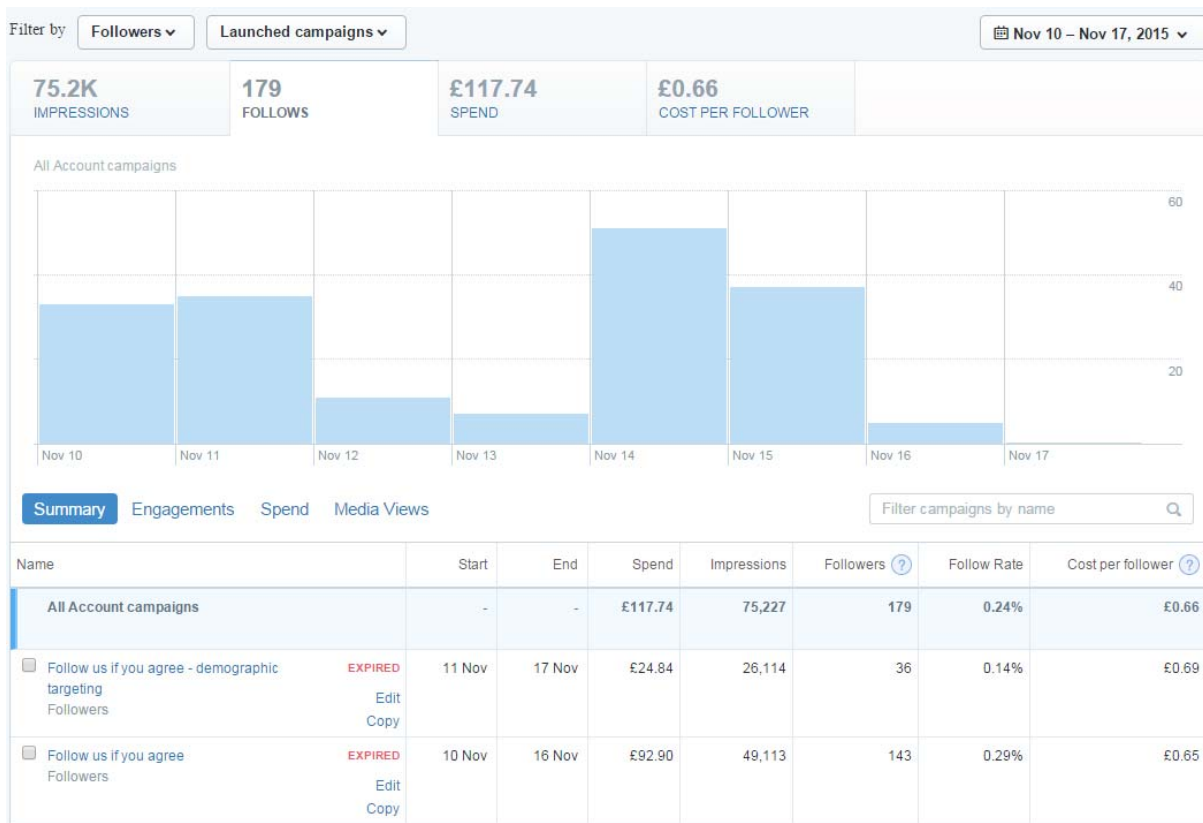 Filter by Followers Launched campaigns Nov 10 – Nov 17, 2015
75.2K 179 £117.74 £0.66
IMPRESSIONS FOLLOWS SPEND COST PER FOLLOWER
All Account campaigns
60
40
20
Nov 10 Nov 11 Nov 12 Nov 13 Nov 14 Nov 15 Nov 16 Nov 17
Summary Engagements Spend Media Views Filter campaigns by name
Name Start End Spend Impressions Followers ? Follow Rate Cost per follower ?
All Account campaigns - - £117.74 75,227 179 0.24% £0.66
Follow us if you agree - demographic EXPIRED 11 Nov 17 Nov £24.84 26,114 36 0.14% £0.69
targeting Edit
Followers Copy
Follow us if you agree EXPIRED 10 Nov 16 Nov £92.90 49,113 143 0.29% £0.65
Followers Edit
Copy